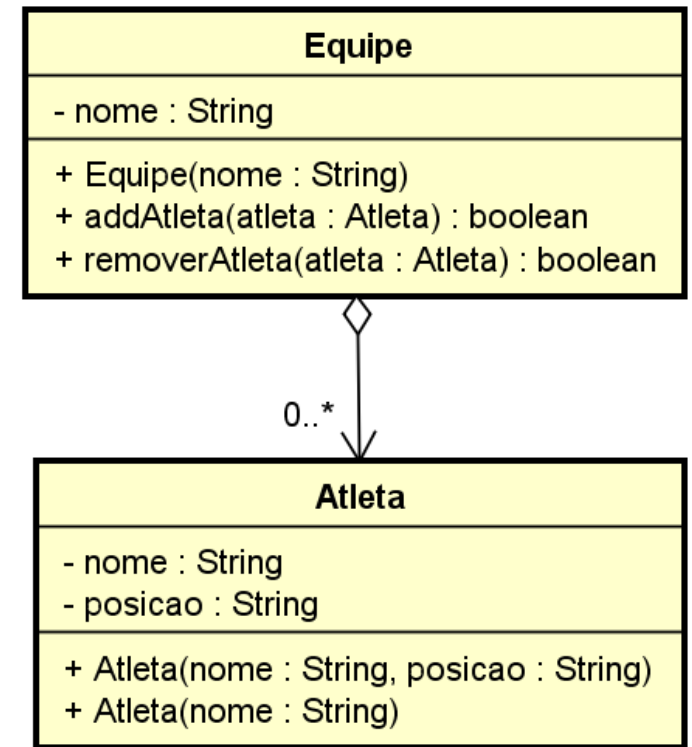 Equipe
- nome : String
+ Equipe(nome : String)
+ addAtleta(atleta : Atleta) : boolean
+ removerAtleta(atleta : Atleta) : boolean
0..*
Atleta
- nome : String
- posicao : String
+ Atleta(nome : String, posicao : String)
+ Atleta(nome : String)